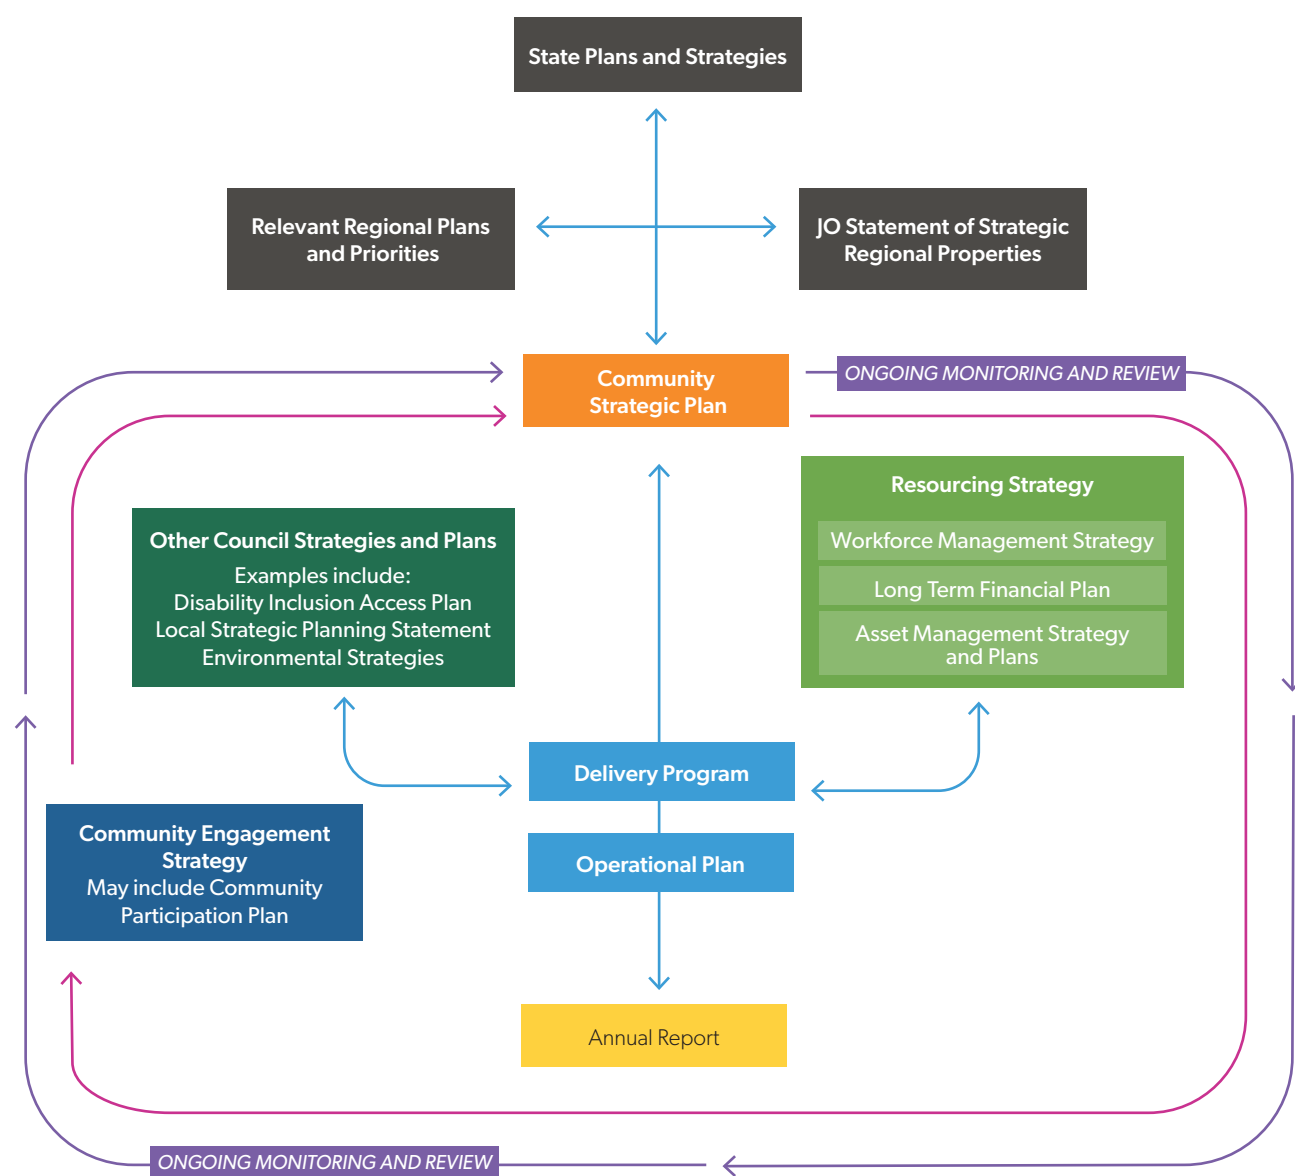 State Plans and Strategies
Relevant Regional Plans
and Priorities
JO Statement of Strategic
Regional Properties
Community
Strategic Plan
ONGOING MONITORING AND REVIEW
Resourcing Strategy
Workforce Management Strategy
Long Term Financial Plan
Asset Management Strategy
and Plans
Other Council Strategies and Plans
Examples include:
Disability Inclusion Access Plan
Local Strategic Planning Statement
Environmental Strategies
Delivery Program
Community Engagement
Strategy
May include Community
Participation Plan
Operational Plan
Annual Report
ONGOING MONITORING AND REVIEW